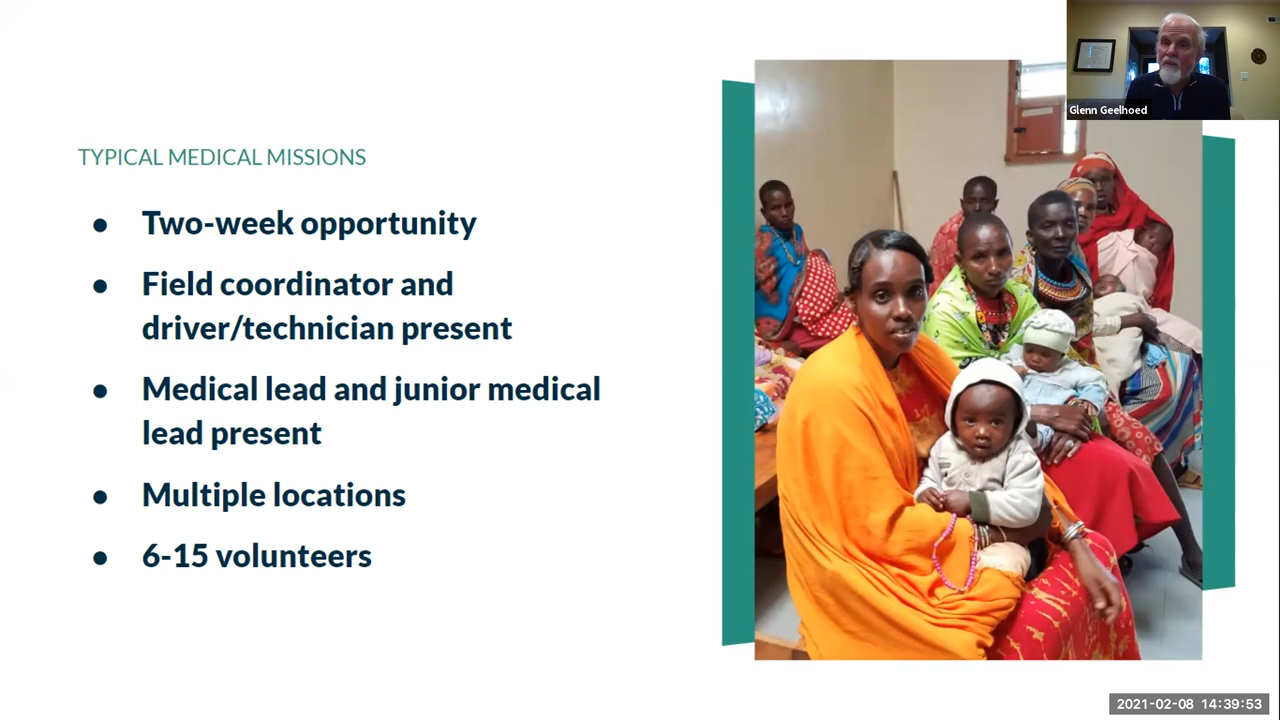 Glenn Geelhoed
TYPICAL MEDICAL MISSIONS
● Two-week opportunity
● Field coordinator and
driver/technician present
● Medical lead and junior medical
lead present
● Multiple locations
● 6-15 volunteers
2021-02-08 14:39:53